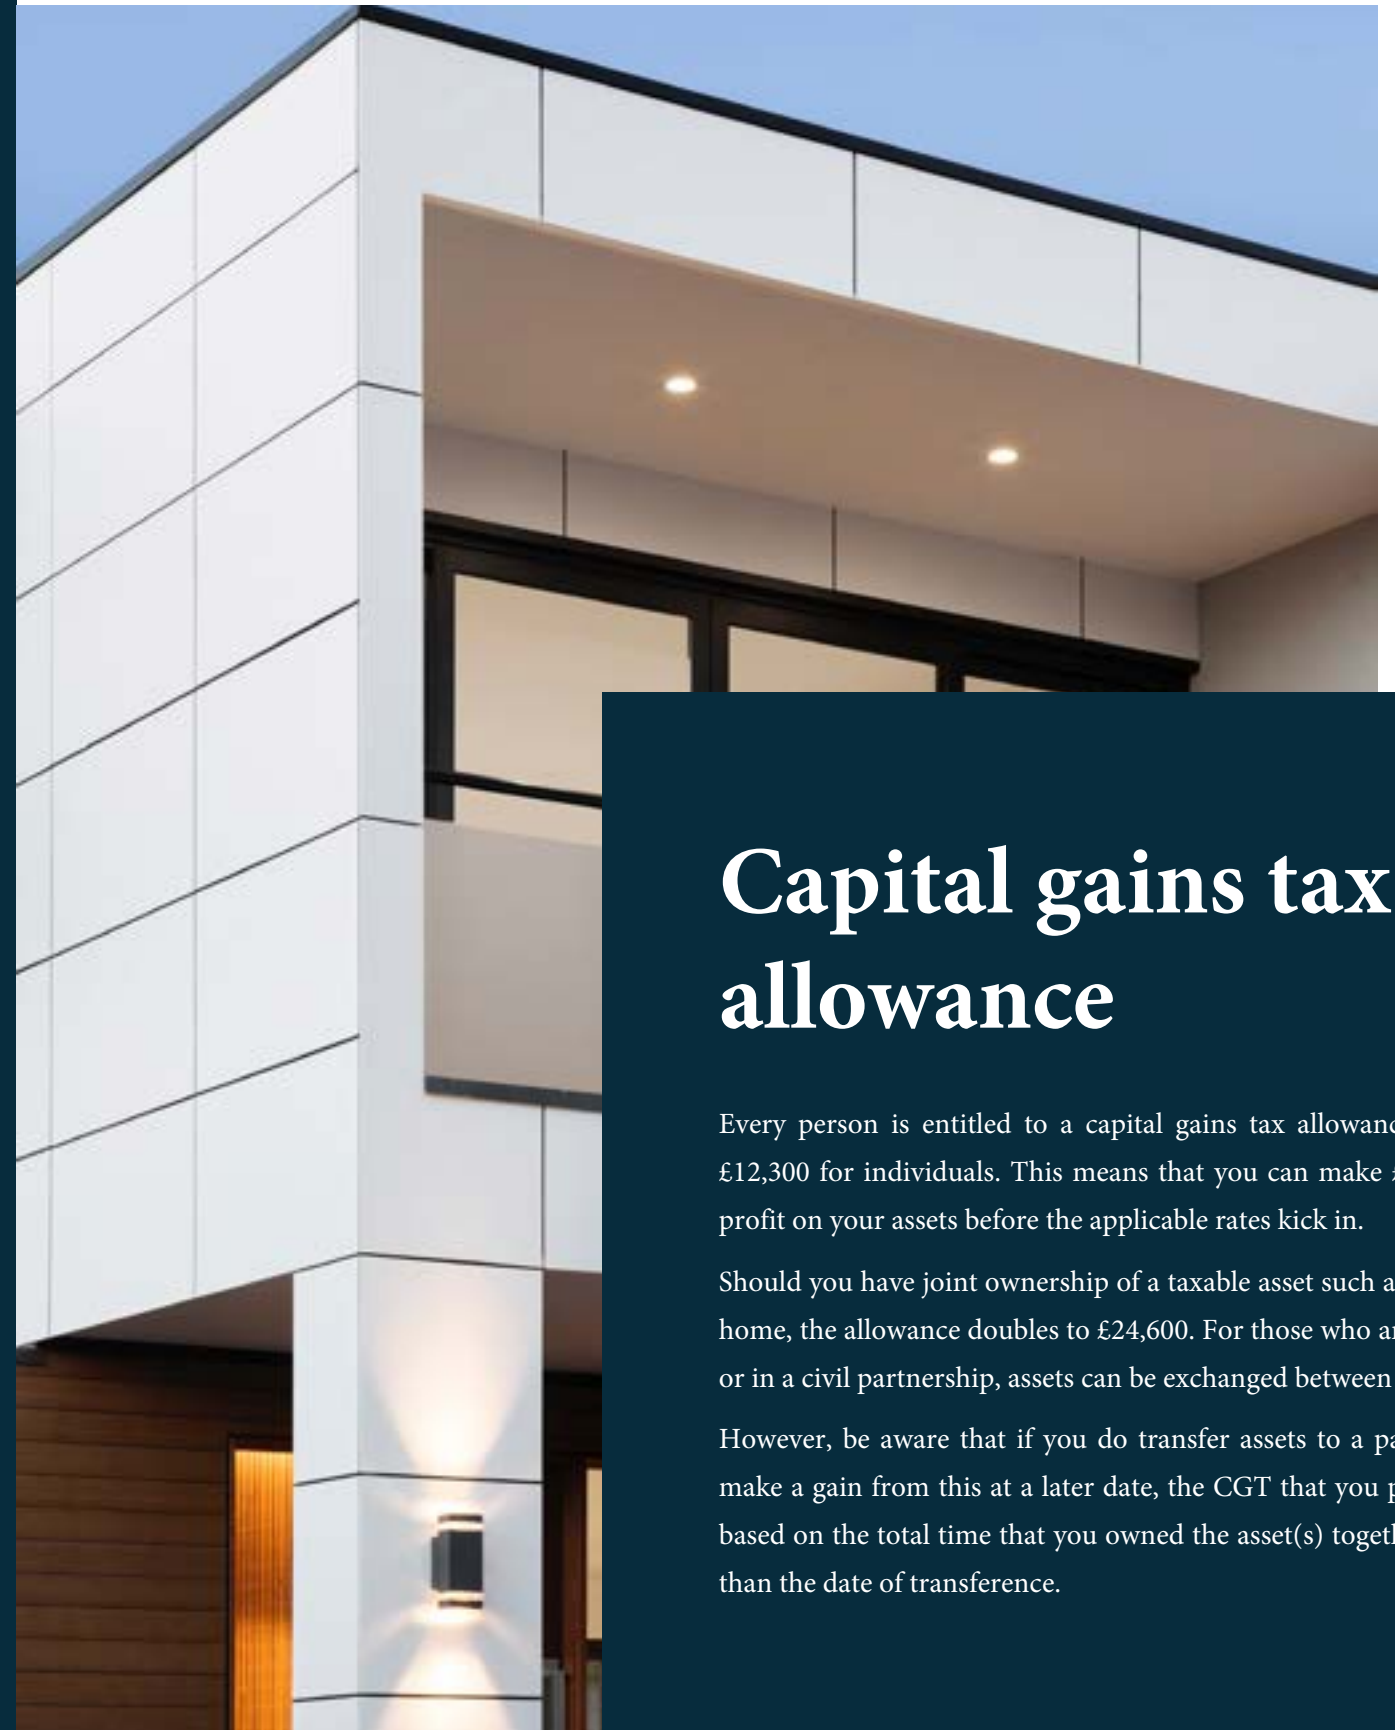 Capital gains tax
allowance
Every person is entitled to a capital gains tax
£12,300 for individuals. This means that you can make
profit on your assets before the applicable rates kick in.
Should you have joint ownership of a taxable asset such
home, the allowance doubles to £24,600. For those who
or in a civil partnership, assets can be exchanged between
However, be aware that if you do transfer assets to a
make a gain from this at a later date, the CGT that you
based on the total time that you owned the asset(s)
than the date of transference.